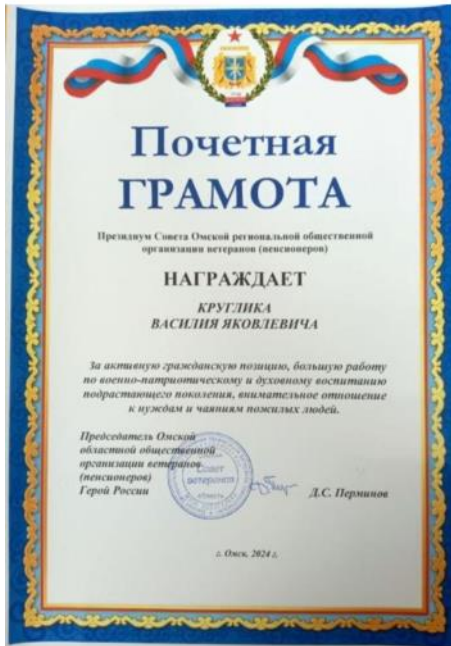 Почетная
ГРАМОТА
Президиум Совета Омской региональной общественной
организации ветеранов (пенсионеров)
НАГРАЖДАЕТ
КРУГЛИКА
ВАСИЛИЯ ЯКОВЛЕВИЧА
За активную гражданскую позицию, большую работу
по военно-патриотическому и духовному воспитанию
подрастающего поколения, внимательное отношение
к нуждам и чаяниям пожилых людей.
Председатель Омской
областной общественной
организации ветеранов
(пенсионеров)
Герой России
Д.С. Перминов
Совет
ветеранов
г. Омск, 2024 г.